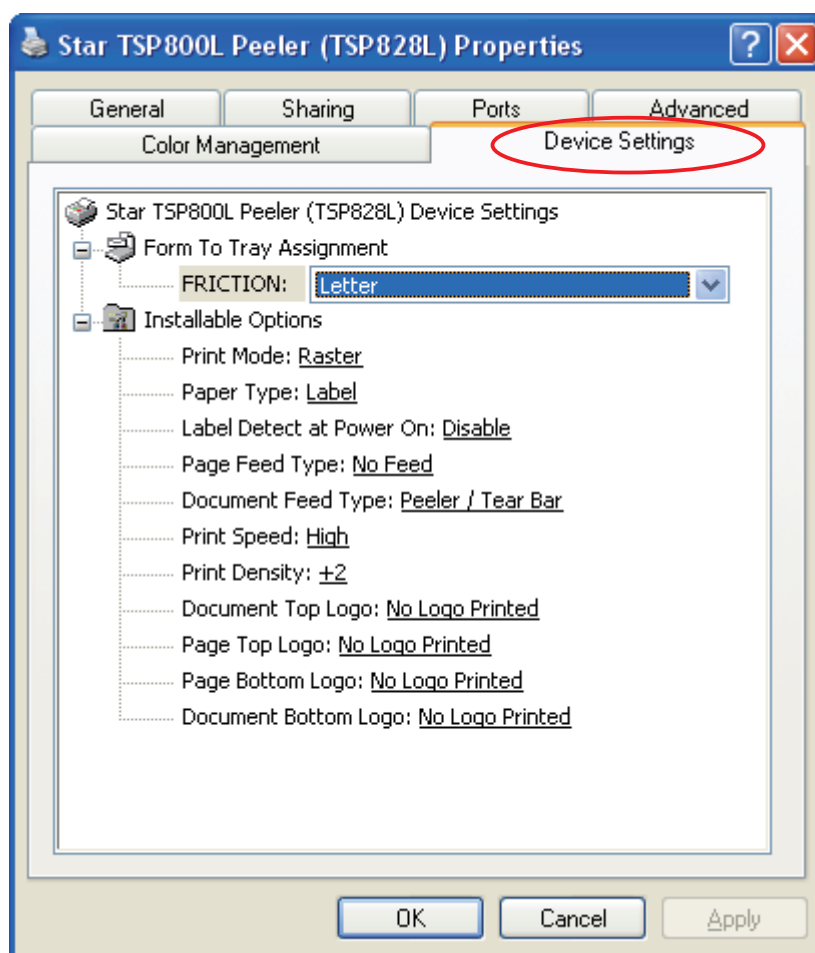 Star TSP800L Peeler (TSP828L) Properties
General Sharing Ports Advanced
Color Management Device Settings
Star TSP800L Peeler (TSP828L) Device Settings
Form To Tray Assignment
FRICTION: Letter
Installable Options
Print Mode: Raster
Paper Type: Label
Label Detect at Power On: Disable
Page Feed Type: No Feed
Document Feed Type: Peeler / Tear Bar
Print Speed: High
Print Density: +2
Document Top Logo: No Logo Printed
Page Top Logo: No Logo Printed
Page Bottom Logo: No Logo Printed
Document Bottom Logo: No Logo Printed
OK Cancel Apply